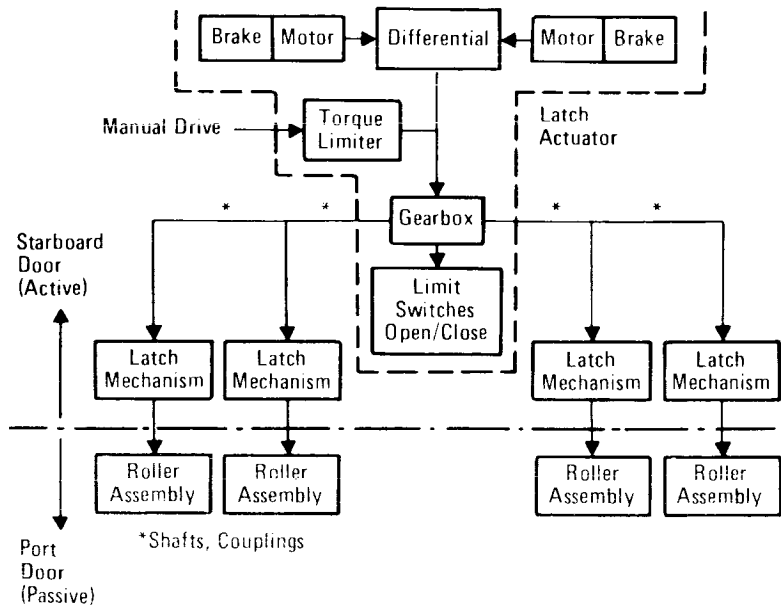 Brake Motor Differential Motor Brake
Manual Drive
Torque
Limiter
Latch
Actuator
* * * *
Gearbox
Starboard
Door
(Active)
Limit
Switches
Open/Close
Latch
Mechanism
Latch
Mechanism
Latch
Mechanism
Latch
Mechanism
Roller
Assembly
Roller
Assembly
Roller
Assembly
Roller
Assembly
*Shafts, Couplings
Port
Door
(Passive)